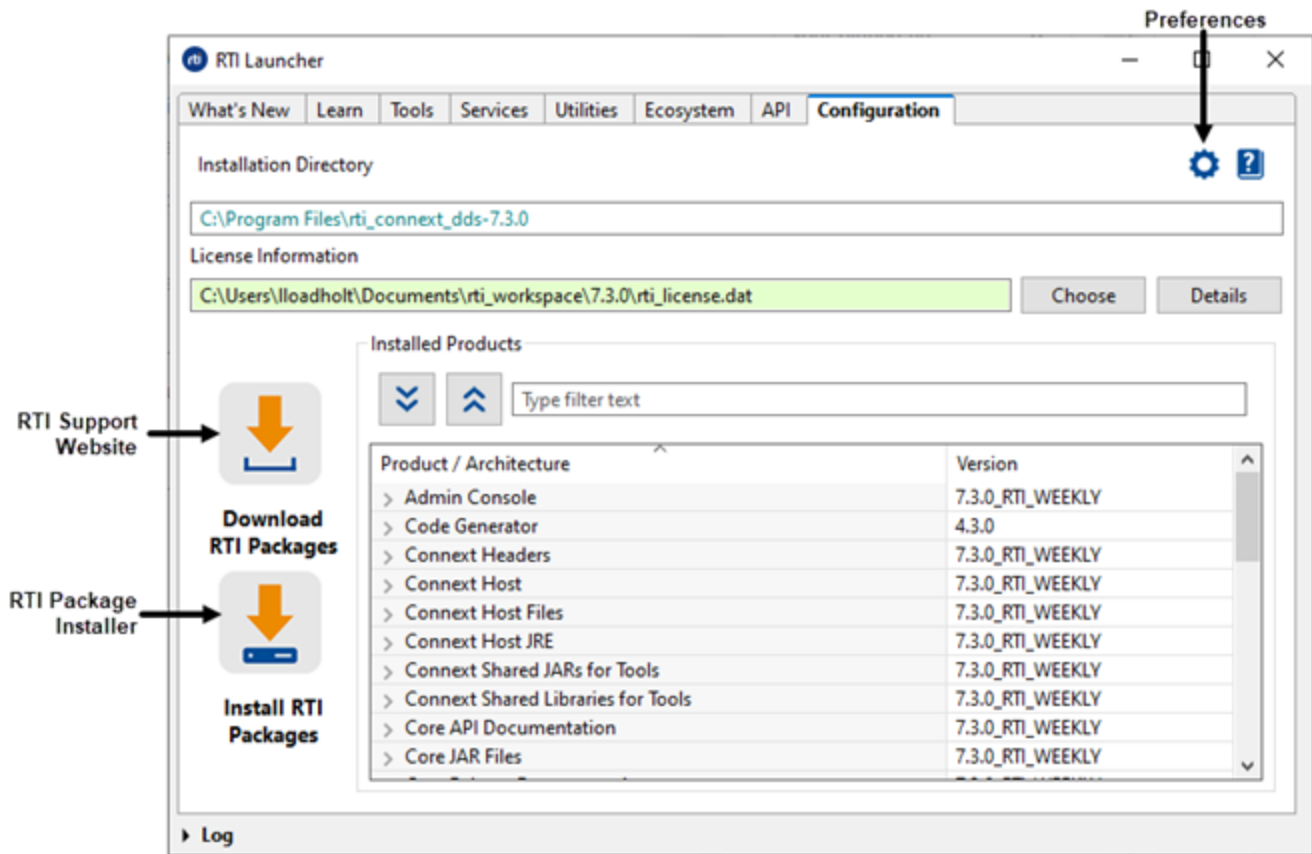 Preferences
rti RTI Launcher
What's New Learn Tools Services Utilities Ecosystem API Configuration
Installation Directory
?
C:\Program Files\rti_connext_dds-7.3.0
License Information
C:\Users\lloadholt\Documents\rti_workspace\7.3.0\rti_license.dat Choose Details
Installed Products
Type filter text
RTI Support
Website
Download
RTI Packages
RTI Package
Installer
Install RTI
Packages
Product / Architecture Version
Admin Console 7.3.0_RTI_WEEKLY
Code Generator 4.3.0
Connext Headers 7.3.0_RTI_WEEKLY
Connext Host 7.3.0_RTI_WEEKLY
Connext Host Files 7.3.0_RTI_WEEKLY
Connext Host JRE 7.3.0_RTI_WEEKLY
Connext Shared JARs for Tools 7.3.0_RTI_WEEKLY
Connext Shared Libraries for Tools 7.3.0_RTI_WEEKLY
Core API Documentation 7.3.0_RTI_WEEKLY
Core JAR Files 7.3.0_RTI_WEEKLY
Log